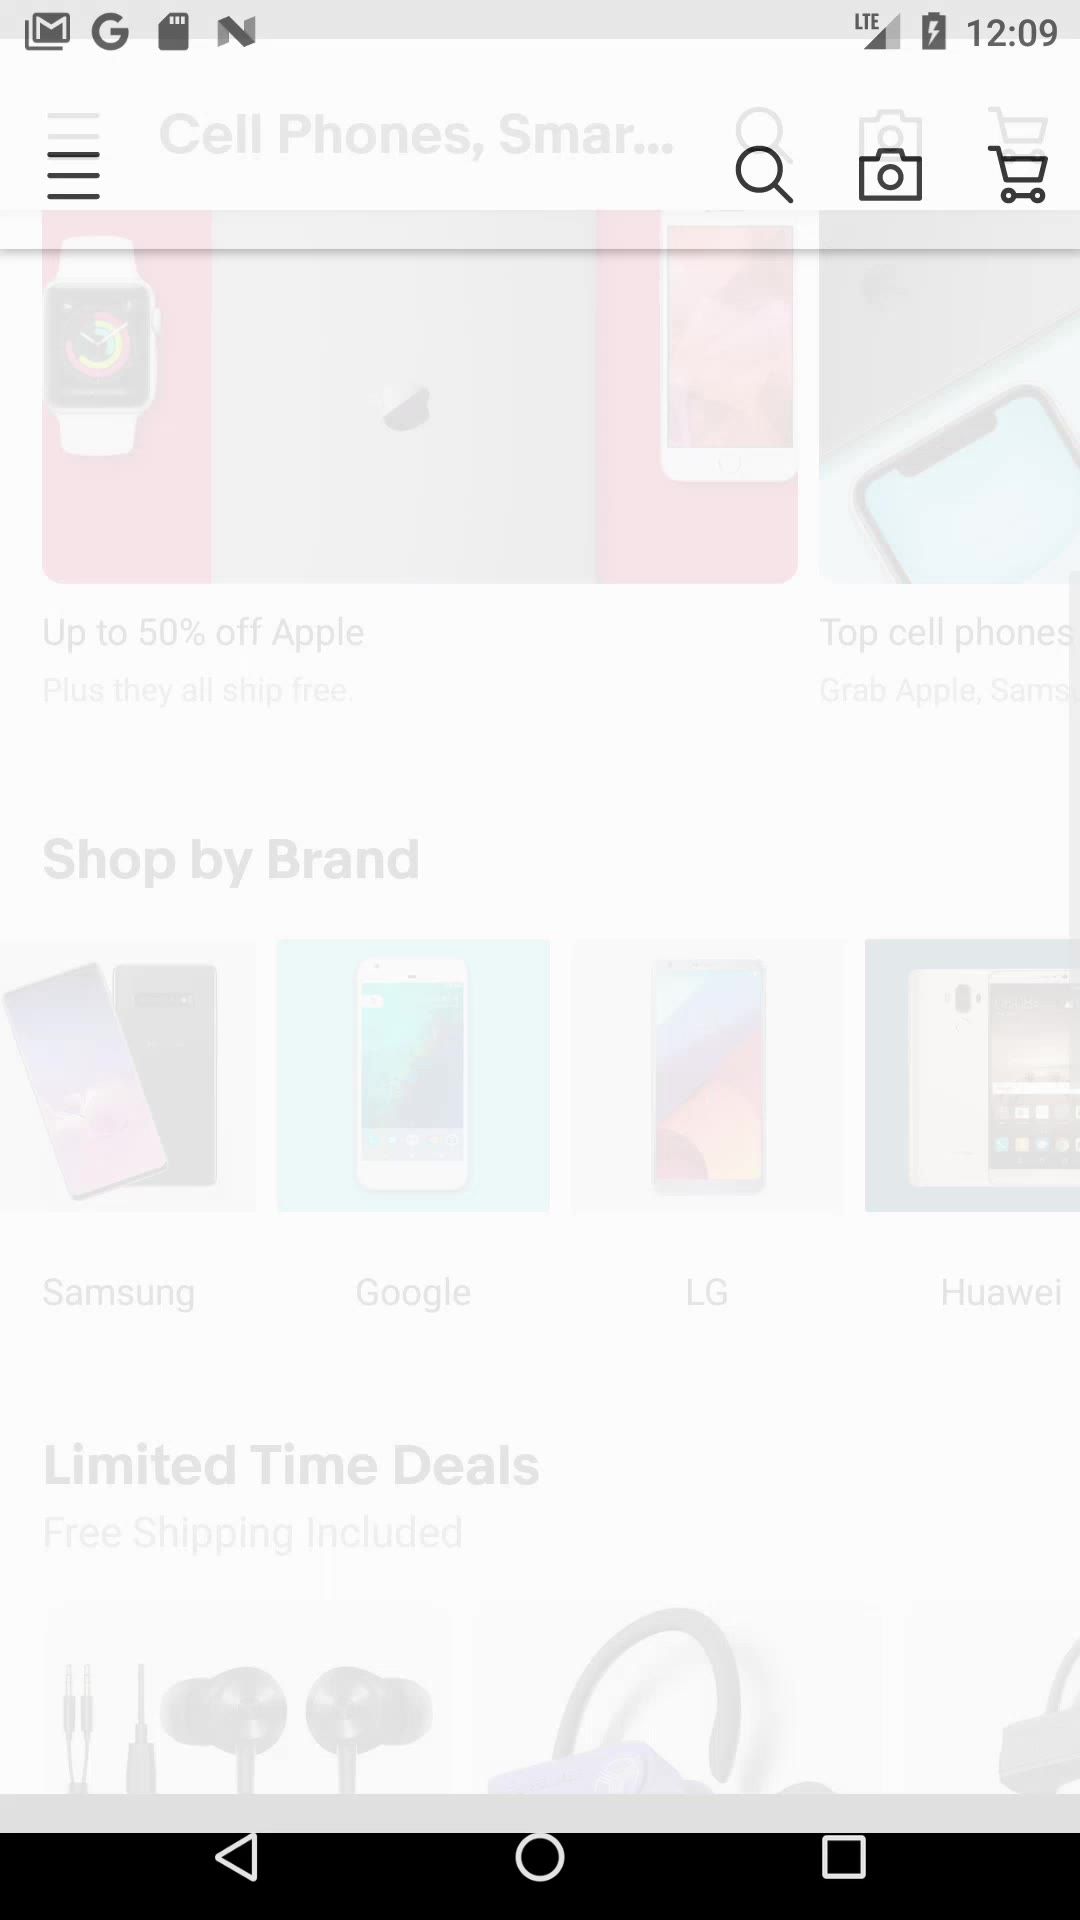 LTE 12:09
Cell Phones, Smar...
Up to 50% off Apple
Plus they all ship free.
Top cell phones
Grab Apple, Sams
Shop by Brand
Samsung
Google
LG
Huawei
Limited Time Deals
Free Shipping Included